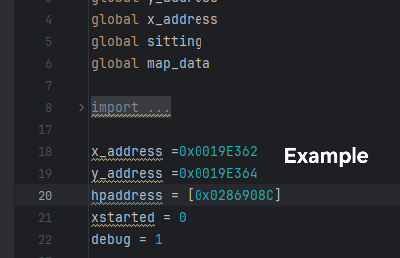 3 global y_address
4 global x_address
5 global sitting
6 global map_data
7
8 import ...
17
18 x_address =0x0019E362
19 y_address =0x0019E364
Example
20 hpaddress = [0x0286908C]
21 xstarted = 0
22 debug = 1